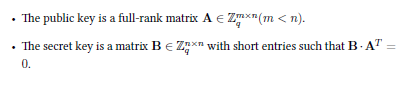 • The public key is a full-rank matrix A ∈ ℤ_q^{m×n}(m < n).
• The secret key is a matrix B ∈ ℤ_q^{n×n} with short entries such that B · A^T =
0.